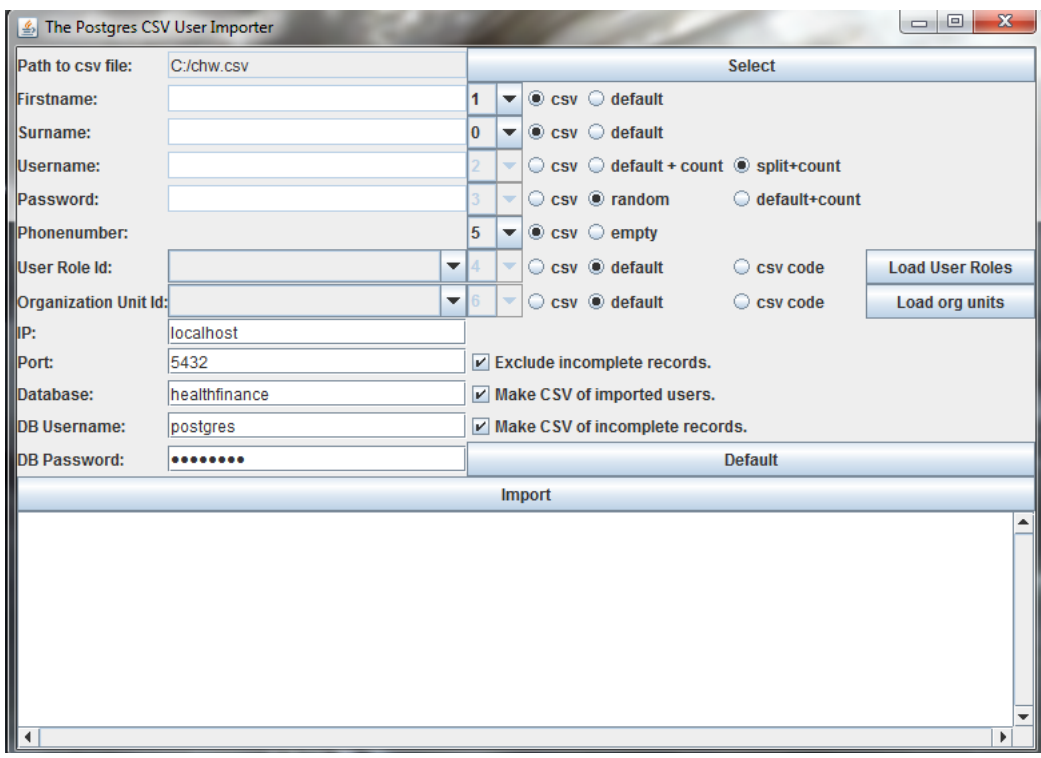 The Postgres CSV User Importer
Path to csv file: C:/chw.csv Select
Firstname: 1 csv default
Surname: 0 csv default
Username: 2 csv default + count split+count
Password: 3 csv random default+count
Phonenumber: 5 csv empty
User Role Id: 4 csv default csv code Load User Roles
Organization Unit Id: 6 csv default csv code Load org units
IP: localhost
Port: 5432 Exclude incomplete records.
Database: healthfinance Make CSV of imported users.
DB Username: postgres Make CSV of incomplete records.
DB Password: ●●●●●●●● Default
Import